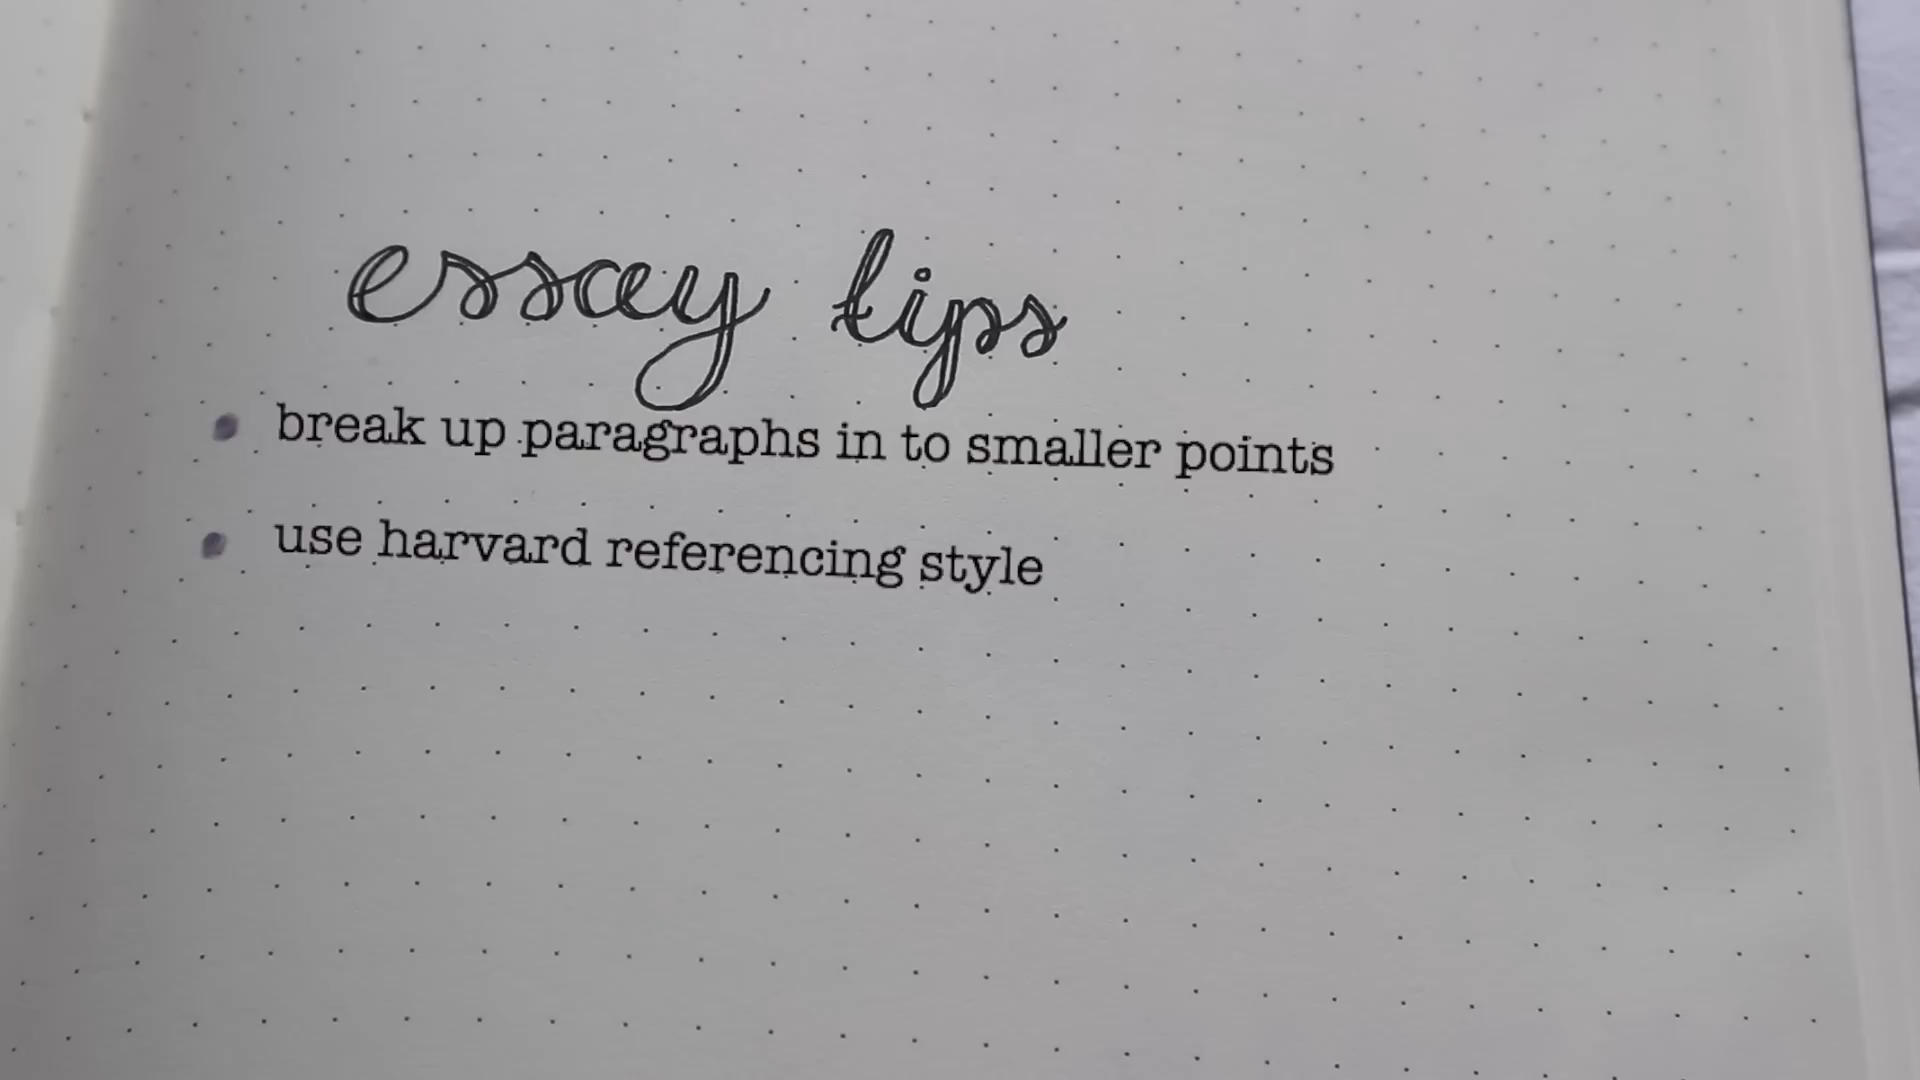 essay tips
break up paragraphs in to smaller points
use harvard referencing style